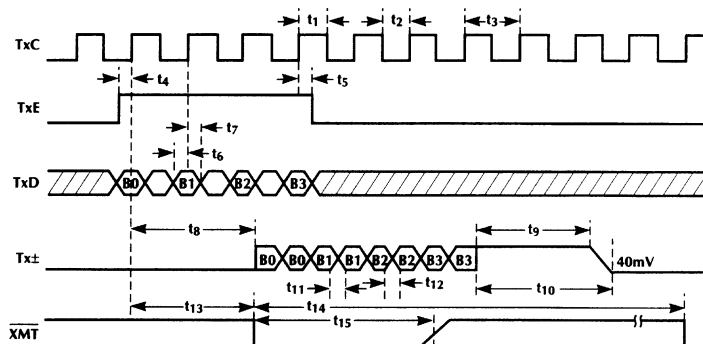 t1 t2 t3
TxC
t4 t5
TxE
t7
t6
TxD B0 B1 B2 B3
t8 t9
Tx± B0 B0 B1 B1 B2 B2 B3 B3 40mV
t11 t12 t10
t13 t14
t15
XMT